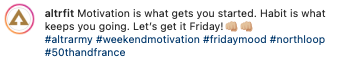 altrfit Motivation is what gets you started. Habit is what
keeps you going. Let's get it Friday! 👊🏼👊🏼
#altrarmy #weekendmotivation #fridaymood #northloop
#50thandfrance